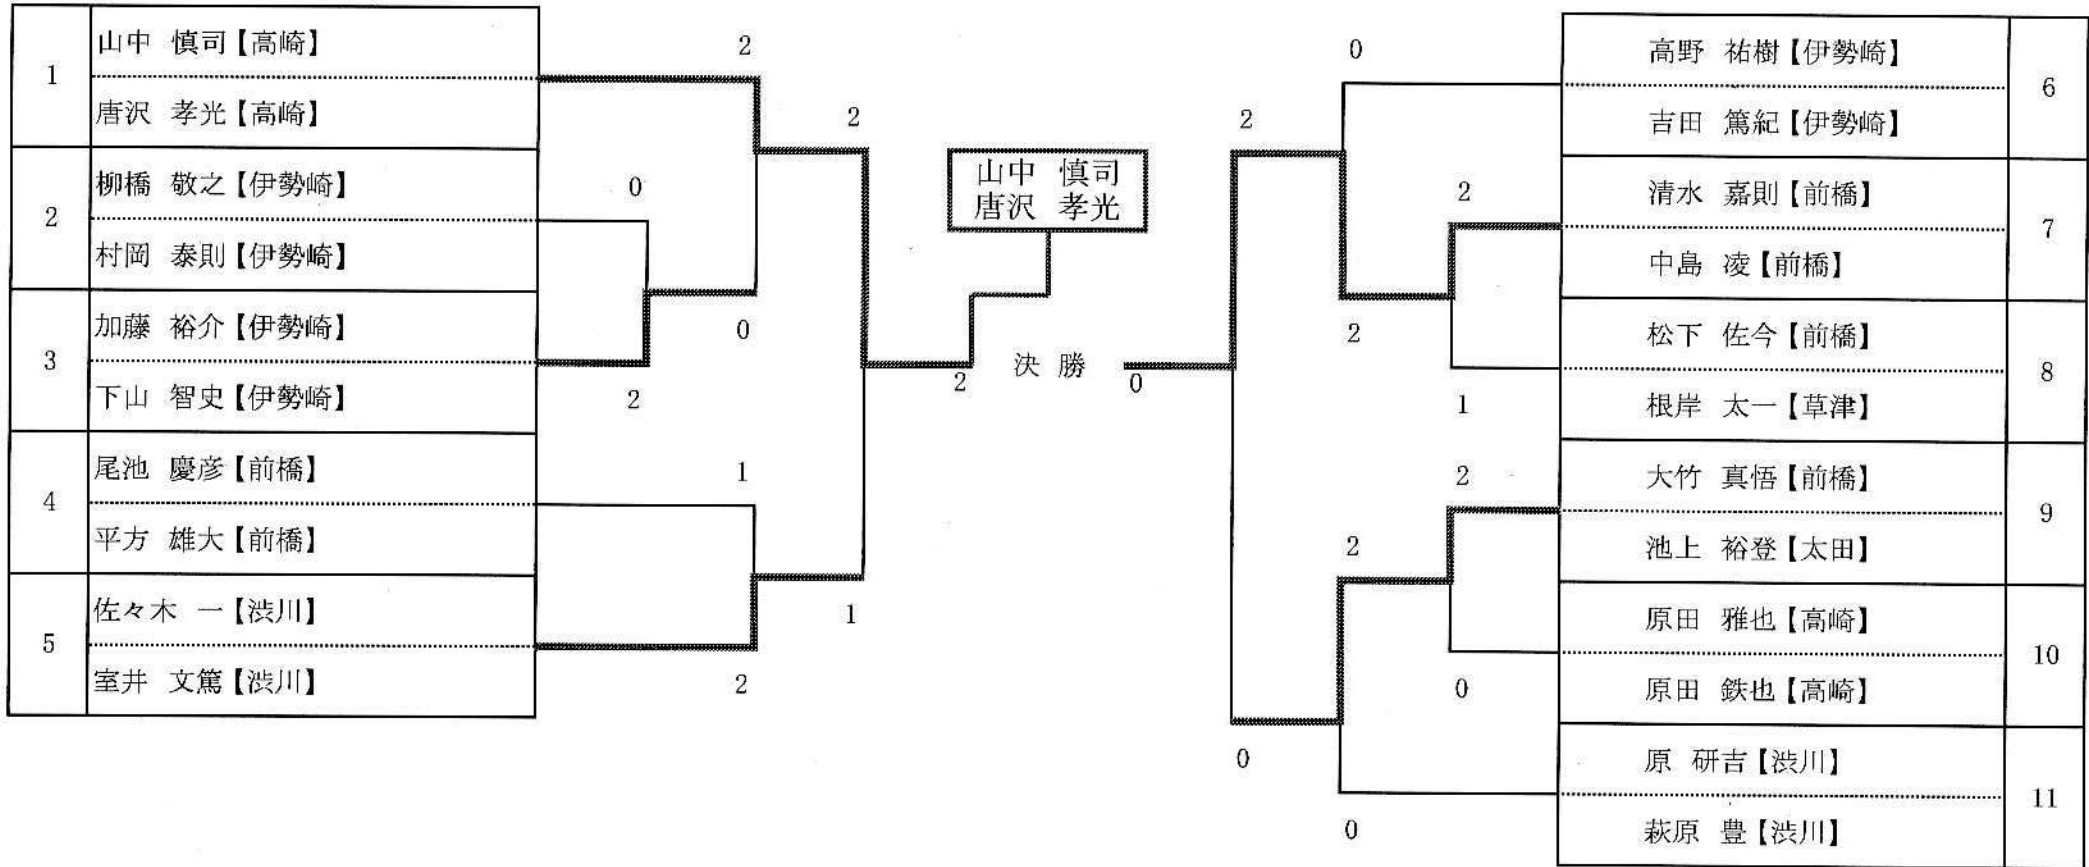 1
山中 慎司【高崎】
唐沢 孝光【高崎】
2
柳橋 敬之【伊勢崎】
村岡 泰則【伊勢崎】
3
加藤 裕介【伊勢崎】
下山 智史【伊勢崎】
4
尾池 慶彦【前橋】
平方 雄大【前橋】
5
佐々木 一【渋川】
室井 文篤【渋川】
2
0
2
0
2
1
1
2
2
山中 慎司
唐沢 孝光
決 勝
2
0
0
2
2
2
1
2
2
0
0
0
高野 祐樹【伊勢崎】
吉田 篤紀【伊勢崎】
6
清水 嘉則【前橋】
中島 凌【前橋】
7
松下 佐今【前橋】
根岸 太一【草津】
8
大竹 真悟【前橋】
池上 裕登【太田】
9
原田 雅也【高崎】
原田 鉄也【高崎】
10
原 研吉【渋川】
萩原 豊【渋川】
11